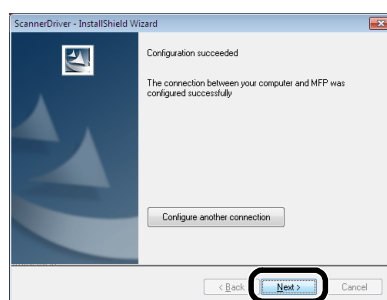 ScannerDriver - InstallShield Wizard
Configuration succeeded
The connection between your computer and MFP was
configured successfully
Configure another connection
< Back
Next >
Cancel